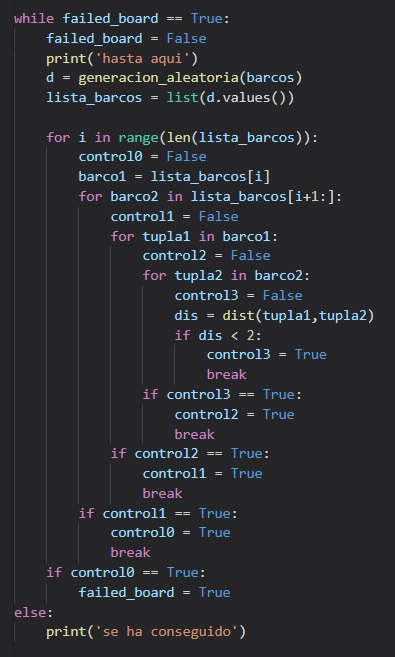 while failed_board == True:
    failed_board = False
    print('hasta aqui')
    d = generacion_aleatoria(barcos)
    lista_barcos = list(d.values())

    for i in range(len(lista_barcos)):
        control0 = False
        barco1 = lista_barcos[i]
        for barco2 in lista_barcos[i+1:]:
            control1 = False
            for tupla1 in barco1:
                control2 = False
                for tupla2 in barco2:
                    control3 = False
                    dis = dist(tupla1,tupla2)
                    if dis < 2:
                        control3 = True
                        break
                if control3 == True:
                    control2 = True
                    break
            if control2 == True:
                control1 = True
                break
        if control1 == True:
            control0 = True
            break
    if control0 == True:
        failed_board = True
else:
    print('se ha conseguido')